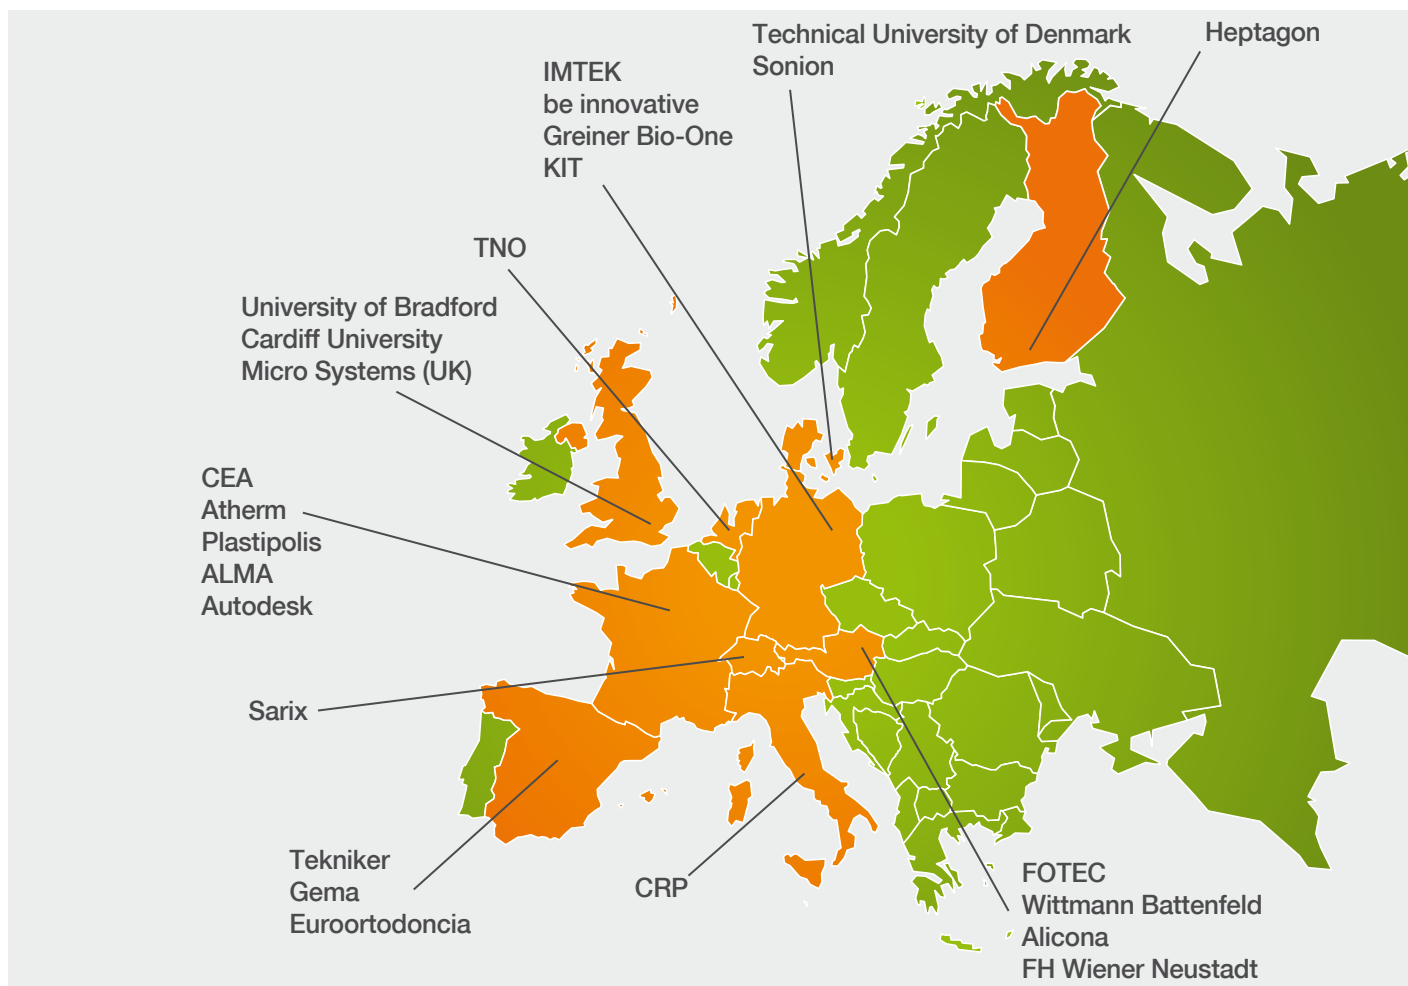 Technical University of Denmark
Sonion
Heptagon
IMTEK
be innovative
Greiner Bio-One
KIT
TNO
University of Bradford
Cardiff University
Micro Systems (UK)
CEA
Atherm
Plastipolis
ALMA
Autodesk
Sarix
Tekniker
Gema
Euroortodoncia
CRP
FOTEC
Wittmann Battenfeld
Alicona
FH Wiener Neustadt